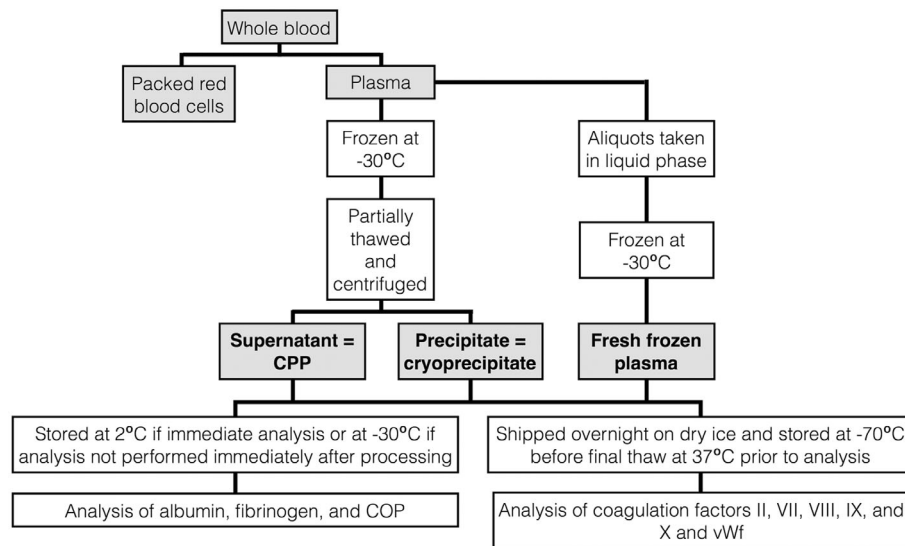 Whole blood
Packed red
blood cells
Plasma
Frozen at
-30°C
Aliquots taken
in liquid phase
Partially
thawed
and
centrifuged
Frozen at
-30°C
Supernatant =
CPP
Precipitate =
cryoprecipitate
Fresh frozen
plasma
Stored at 2°C if immediate analysis or at -30°C if
analysis not performed immediately after processing
Shipped overnight on dry ice and stored at -70°C
before final thaw at 37°C prior to analysis
Analysis of albumin, fibrinogen, and COP
Analysis of coagulation factors II, VII, VIII, IX, and
X and vWf